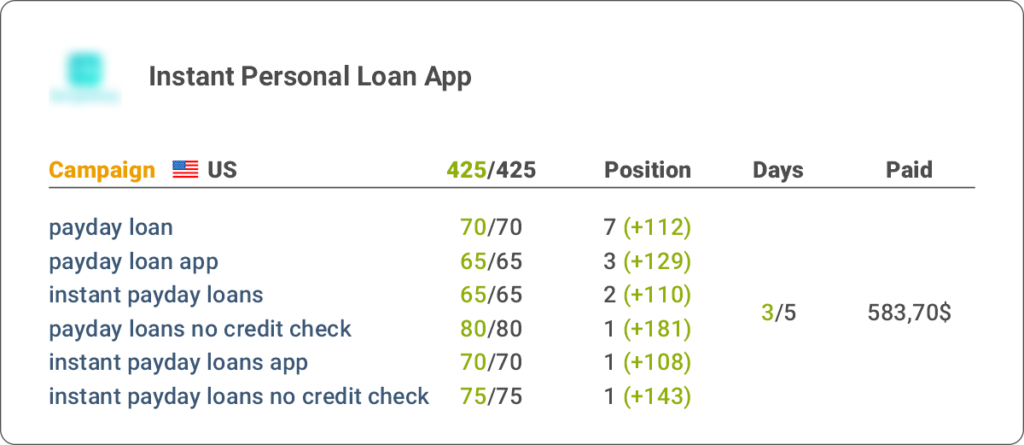 Instant Personal Loan App
Campaign US 425/425 Position Days Paid
payday loan 70/70 7 (+112)
payday loan app 65/65 3 (+129)
instant payday loans 65/65 2 (+110)
3/5 583,70$
payday loans no credit check 80/80 1 (+181)
instant payday loans app 70/70 1 (+108)
instant payday loans no credit check 75/75 1 (+143)